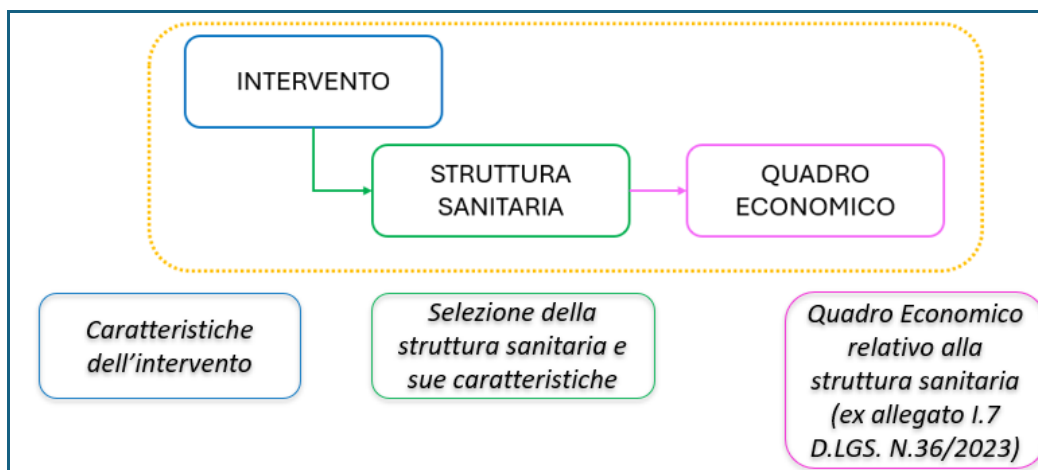 INTERVENTO
STRUTTURA
SANITARIA
QUADRO
ECONOMICO
Caratteristiche
dell’intervento
Selezione della
struttura sanitaria e
sue caratteristiche
Quadro Economico
relativo alla
struttura sanitaria
(ex allegato I.7
D.LGS. N.36/2023)